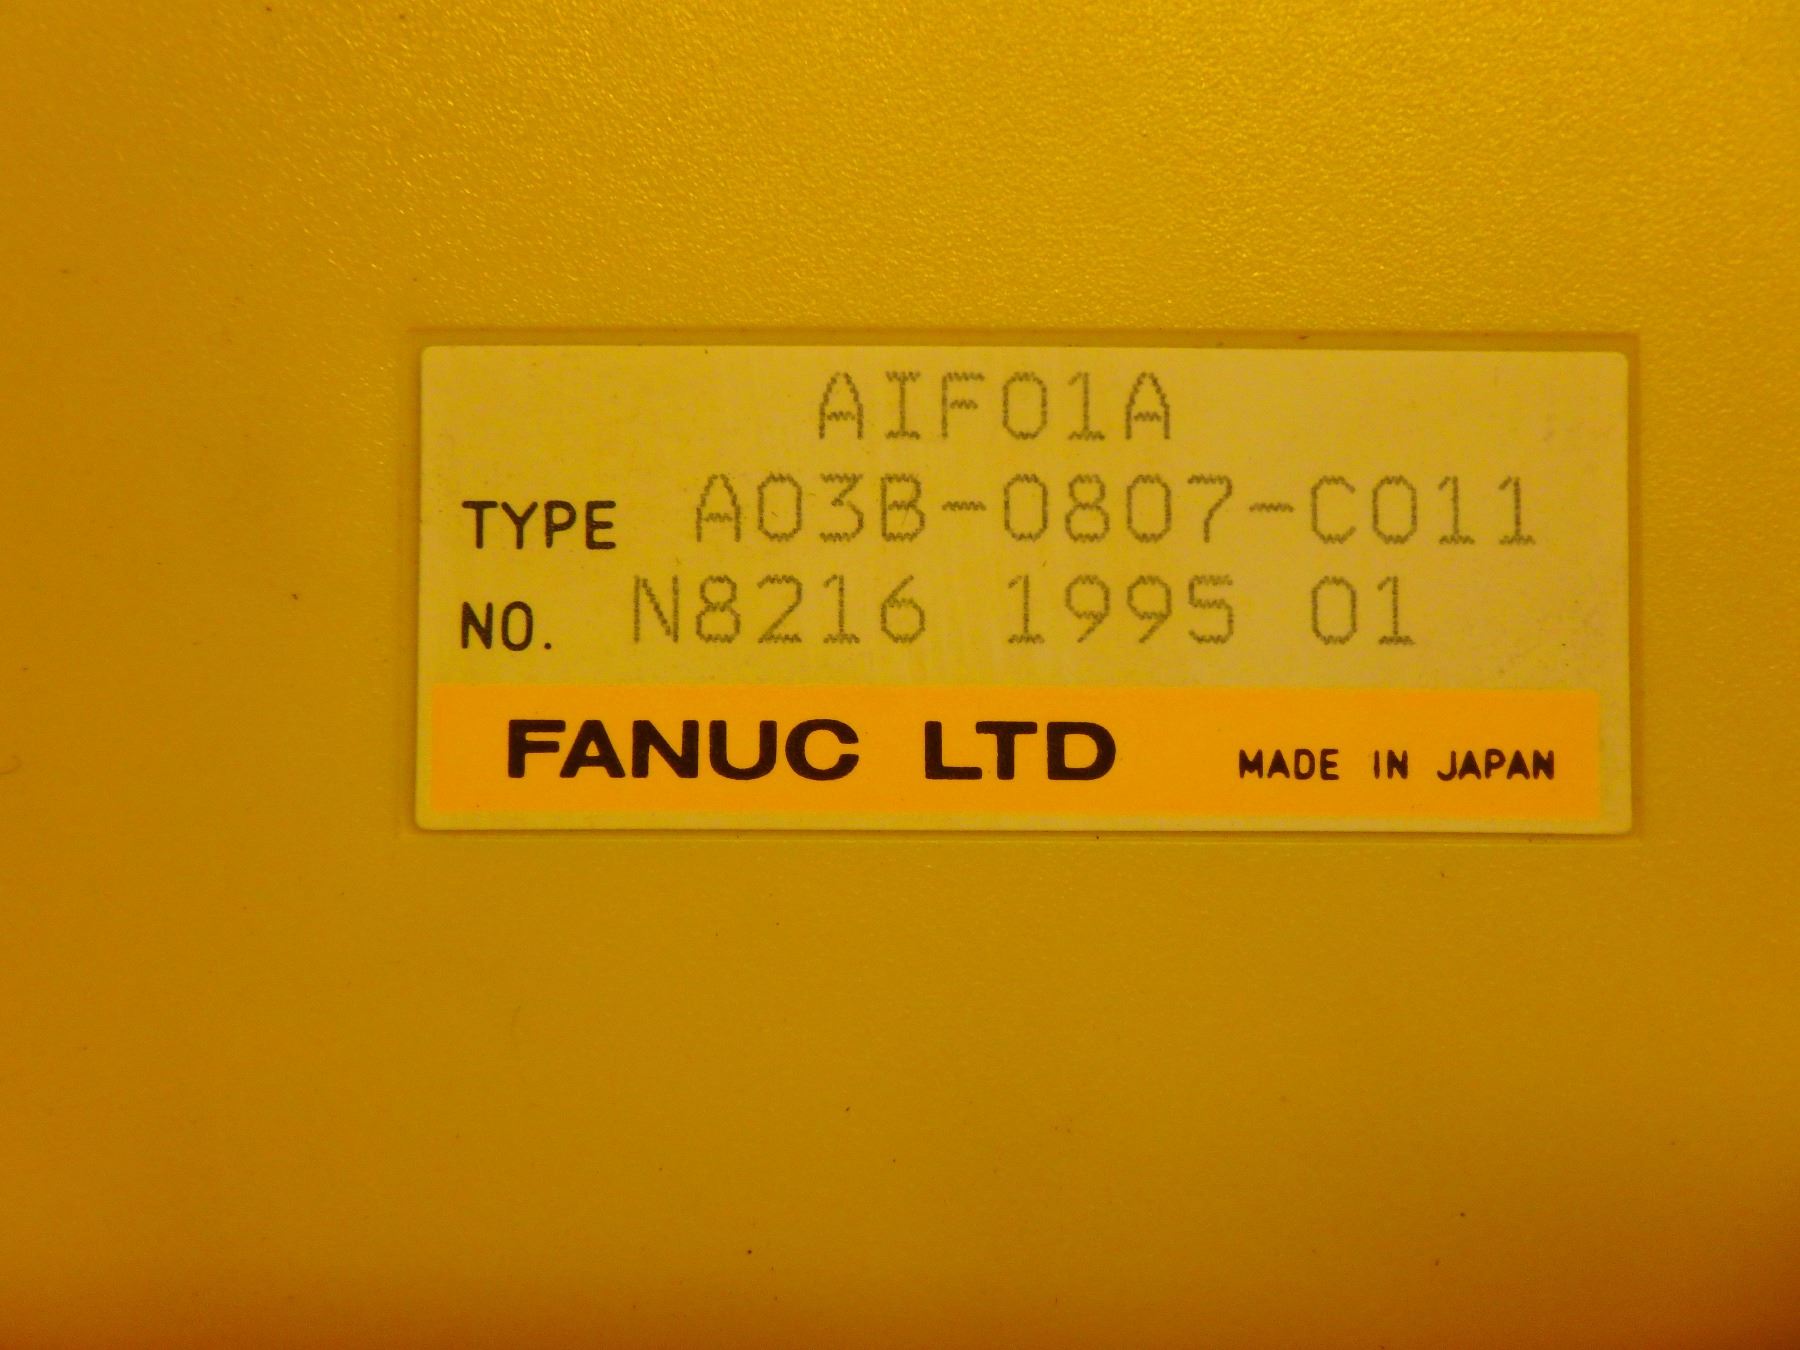 AIF01A
TYPE A03B-0807-C011
NO. N8216 1995 01
FANUC LTD MADE IN JAPAN